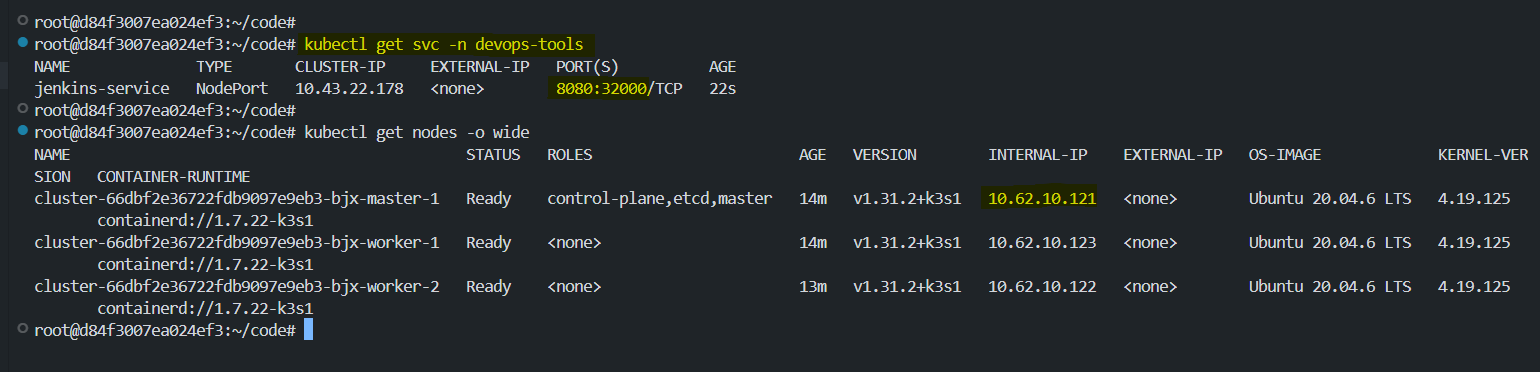 root@d84f3007ea024ef3:~/code#
root@d84f3007ea024ef3:~/code# kubectl get svc -n devops-tools
NAME              TYPE       CLUSTER-IP     EXTERNAL-IP   PORT(S)          AGE
jenkins-service   NodePort   10.43.22.178   <none>        8080:32000/TCP   22s
root@d84f3007ea024ef3:~/code#
root@d84f3007ea024ef3:~/code# kubectl get nodes -o wide
NAME                                            STATUS   ROLES                       AGE   VERSION        INTERNAL-IP    EXTERNAL-IP   OS-IMAGE             KERNEL-VER
SION   CONTAINER-RUNTIME
cluster-66dbf2e36722fdb9097e9eb3-bjx-master-1   Ready    control-plane,etcd,master   14m   v1.31.2+k3s1   10.62.10.121   <none>        Ubuntu 20.04.6 LTS   4.19.125
       containerd://1.7.22-k3s1
cluster-66dbf2e36722fdb9097e9eb3-bjx-worker-1   Ready    <none>                      14m   v1.31.2+k3s1   10.62.10.123   <none>        Ubuntu 20.04.6 LTS   4.19.125
       containerd://1.7.22-k3s1
cluster-66dbf2e36722fdb9097e9eb3-bjx-worker-2   Ready    <none>                      13m   v1.31.2+k3s1   10.62.10.122   <none>        Ubuntu 20.04.6 LTS   4.19.125
       containerd://1.7.22-k3s1
root@d84f3007ea024ef3:~/code#